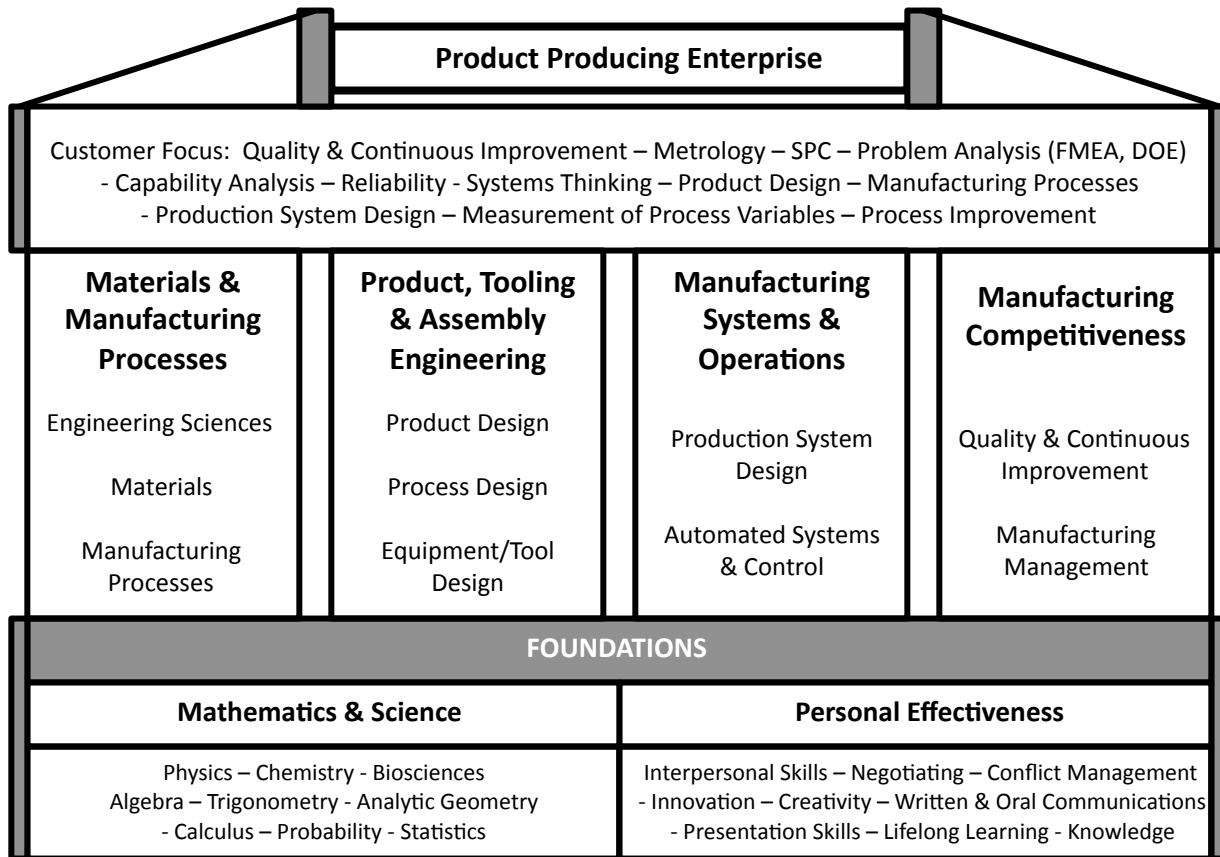 Product Producing Enterprise
Customer Focus:  Quality & Continuous Improvement – Metrology – SPC – Problem Analysis (FMEA, DOE)
- Capability Analysis – Reliability - Systems Thinking – Product Design – Manufacturing Processes
- Production System Design – Measurement of Process Variables – Process Improvement
Materials &
Manufacturing
Processes
Engineering Sciences
Materials
Manufacturing
Processes
Product, Tooling
& Assembly
Engineering
Product Design
Process Design
Equipment/Tool
Design
Manufacturing
Systems &
Operations
Production System
Design
Automated Systems
& Control
Manufacturing
Competitiveness
Quality & Continuous
Improvement
Manufacturing
Management
FOUNDATIONS
Mathematics & Science
Physics – Chemistry - Biosciences
Algebra – Trigonometry - Analytic Geometry
- Calculus – Probability - Statistics
Personal Effectiveness
Interpersonal Skills – Negotiating – Conflict Management
- Innovation – Creativity – Written & Oral Communications
- Presentation Skills – Lifelong Learning - Knowledge